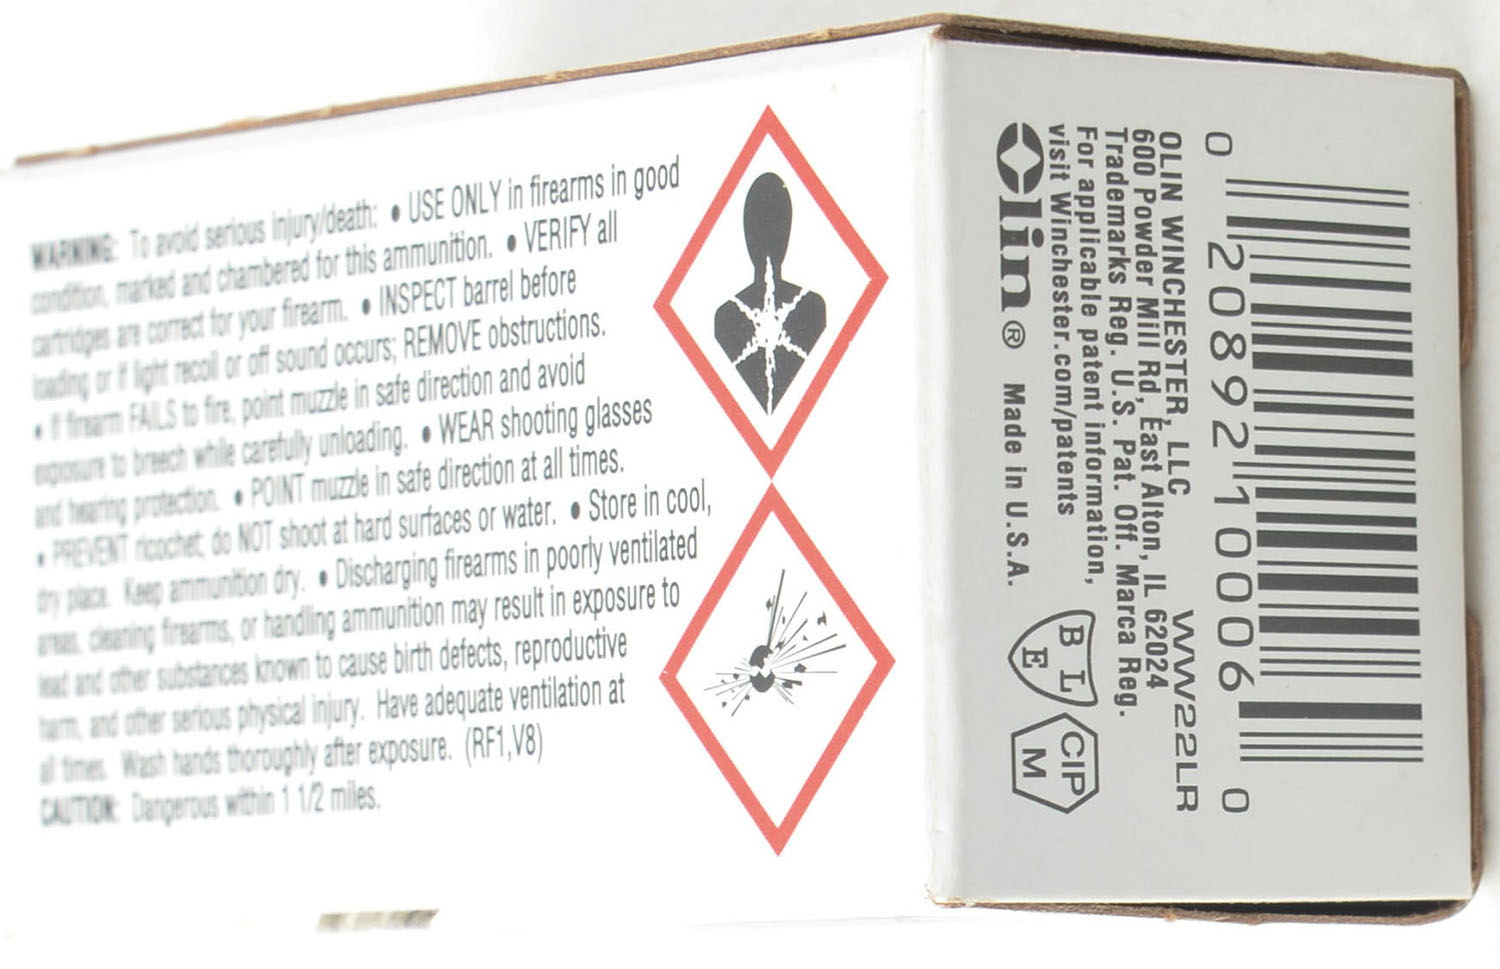 WARNING: To avoid serious injury/death: • USE ONLY in firearms in good
condition, marked and chambered for this ammunition. • VERIFY all
cartridges are correct for your firearm. • INSPECT barrel before
loading or if light recoil or off sound occurs; REMOVE obstructions.
• If firearm FAILS to fire, point muzzle in safe direction and avoid
exposure to breech while carefully unloading. • WEAR shooting glasses
and hearing protection. • POINT muzzle in safe direction at all times.
• PREVENT ricochet; do NOT shoot at hard surfaces or water. • Store in cool,
dry place. Keep ammunition dry. • Discharging firearms in poorly ventilated
areas, cleaning firearms, or handling ammunition may result in exposure to
lead and other substances known to cause birth defects, reproductive
harm, and other serious physical injury. Have adequate ventilation at
all times. Wash hands thoroughly after exposure. (RF1,V8)
CAUTION: Dangerous within 1 1/2 miles.
0 20892 10006 0
WW22LR
OLIN WINCHESTER, LLC
600 Powder Mill Rd, East Alton, IL 62024
Trademarks Reg. U.S. Pat. Off. Marca Reg.
For applicable patent information,
visit Winchester.com/patents
Olin® Made in U.S.A.
BLE
CIP
M